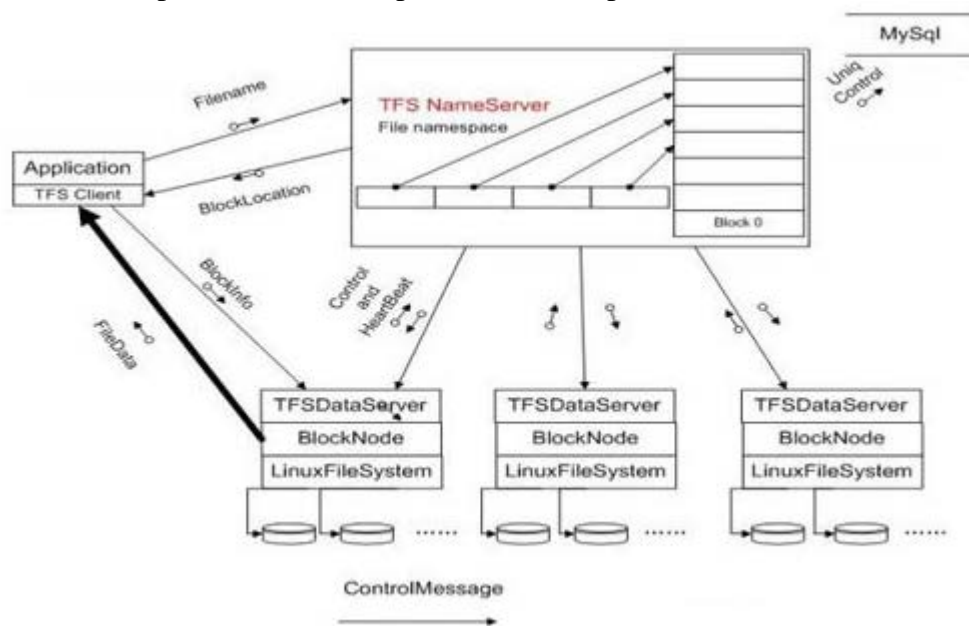 MySql
Uniq
Control
Filename
TFS NameServer
File namespace
Application
TFS Client
BlockLocation
Block 0
BlockInfo
Control
and
HeartBeat
FileData
TFSDataServer
BlockNode
LinuxFileSystem
......
TFSDataServer
BlockNode
LinuxFileSystem
......
TFSDataServer
BlockNode
LinuxFileSystem
......
ControlMessage